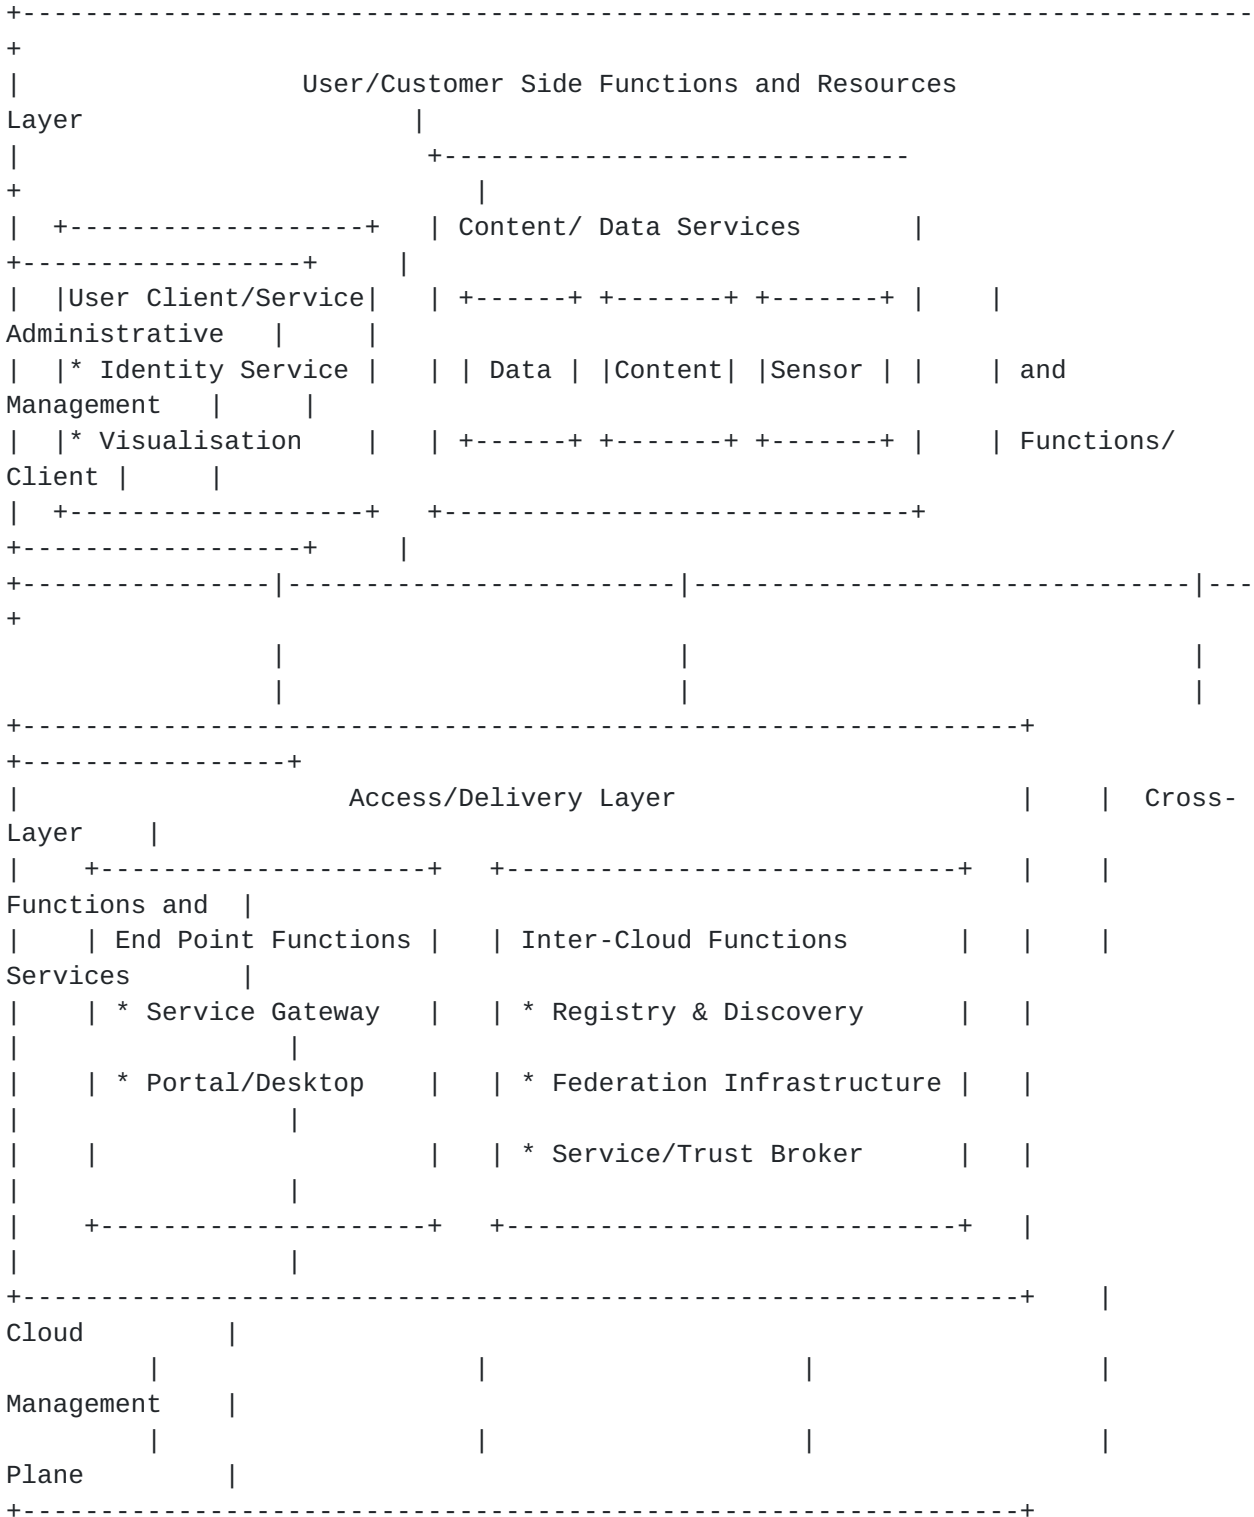 +-------------------------------------------------------------------------------
+
|                  User/Customer Side Functions and Resources
Layer                     |
|                          +------------------------------
+                             |
|  +-------------------+   | Content/ Data Services       |
+------------------+     |
|  |User Client/Service|   | +------+ +-------+ +-------+ |    |
Administrative   |     |
|  |* Identity Service |   | | Data | |Content| |Sensor | |    | and
Management   |     |
|  |* Visualisation    |   | +------+ +-------+ +-------+ |    | Functions/
Client |     |
|  +-------------------+   +------------------------------+
+------------------+     |
+----------------|-------------------------|--------------------------------|---
+
                 |                         |                                |
                 |                         |                                |
+----------------------------------------------------------------+
+-----------------+
|                     Access/Delivery Layer                      |    |  Cross-
Layer    |
|    +---------------------+   +-----------------------------+   |    |
Functions and  |
|    | End Point Functions |   | Inter-Cloud Functions       |   |    |
Services       |
|    | * Service Gateway   |   | * Registry & Discovery      |   |
|                 |
|    | * Portal/Desktop    |   | * Federation Infrastructure |   |
|                 |
|    |                     |   | * Service/Trust Broker      |   |
|                 |
|    +---------------------+   +-----------------------------+   |
|                 |
+----------------------------------------------------------------+    |
Cloud         |
         |                    |                    |                  |
Management    |
         |                    |                    |                  |
Plane         |
+----------------------------------------------------------------+